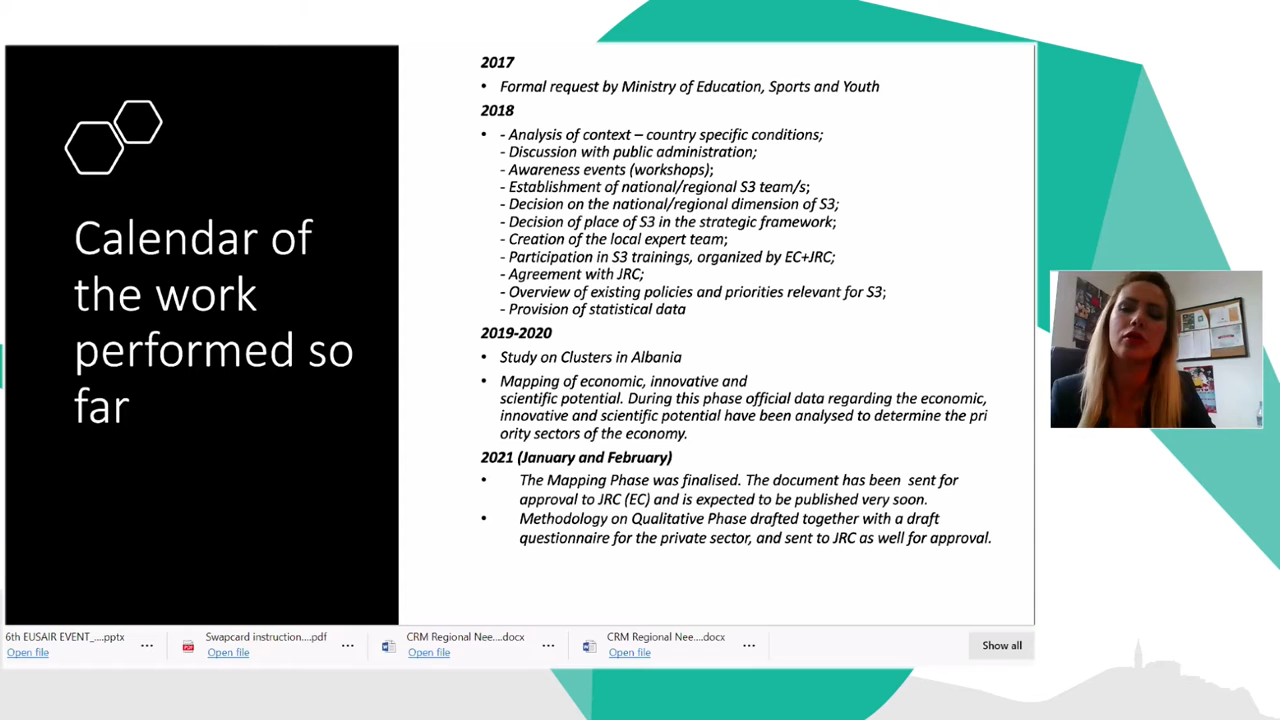 Calendar of
the work
performed so
far
2017
• Formal request by Ministry of Education, Sports and Youth
2018
• - Analysis of context – country specific conditions;
- Discussion with public administration;
- Awareness events (workshops);
- Establishment of national/regional S3 team/s;
- Decision on the national/regional dimension of S3;
- Decision of place of S3 in the strategic framework;
- Creation of the local expert team;
- Participation in S3 trainings, organized by EC+JRC;
- Agreement with JRC;
- Overview of existing policies and priorities relevant for S3;
- Provision of statistical data
2019-2020
• Study on Clusters in Albania
• Mapping of economic, innovative and
scientific potential. During this phase official data regarding the economic,
innovative and scientific potential have been analysed to determine the pri
ority sectors of the economy.
2021 (January and February)
• The Mapping Phase was finalised. The document has been sent for
approval to JRC (EC) and is expected to be published very soon.
• Methodology on Qualitative Phase drafted together with a draft
questionnaire for the private sector, and sent to JRC as well for approval.
6th EUSAIR EVENT_....pptx
Open file
Swapcard instruction....pdf
Open file
CRM Regional Nee....docx
Open file
CRM Regional Nee....docx
Open file
Show all